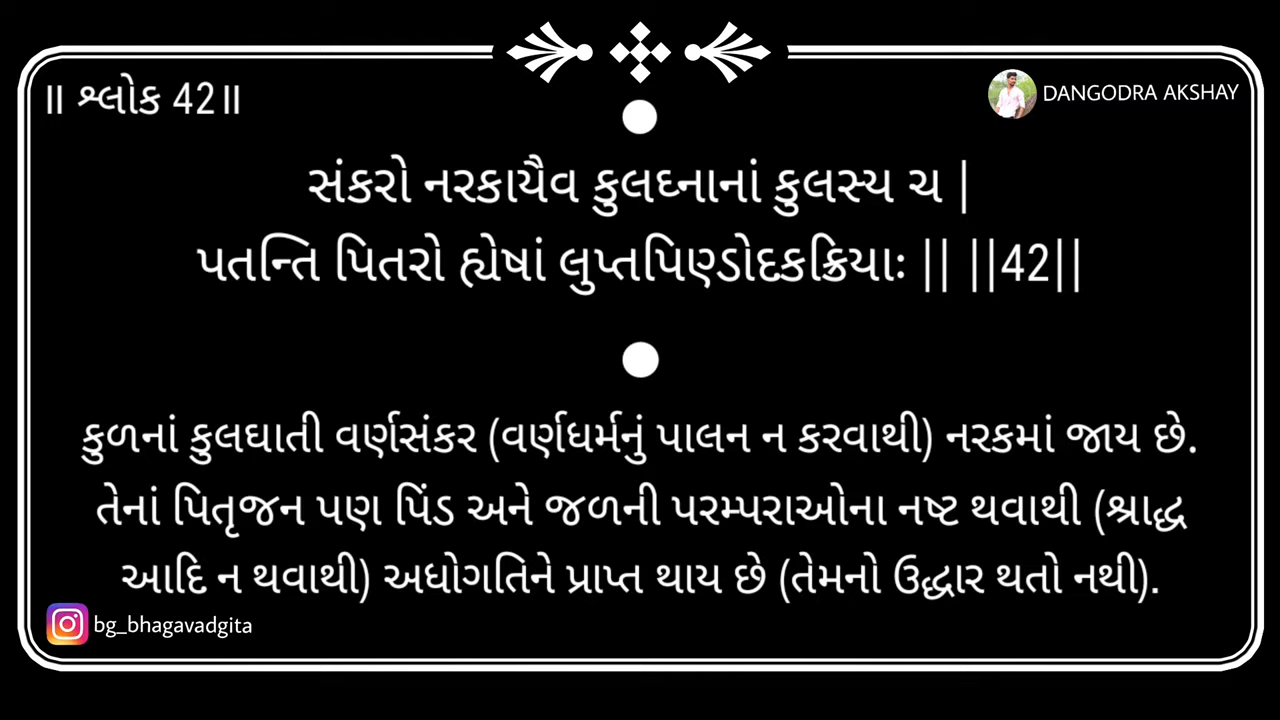 ॥ શ્લોક 42॥
DANGODRA AKSHAY
સંકરો નરકાયૈવ કુલઘ્નાનાં કુલસ્ય ચ |
પતન્તિ પિતરો હ્યેષાં લુપ્તપિણ્ડોદકક્રિયાઃ || ||42||
કુળનાં કુલઘાતી વર્ણસંકર (વર્ણધર્મનું પાલન ન કરવાથી) નરકમાં જાય છે.
તેનાં પિતૃજન પણ પિંડ અને જળની પરમ્પરાઓના નષ્ટ થવાથી (શ્રાદ્ધ
આદિ ન થવાથી) અધોગતિને પ્રાપ્ત થાય છે (તેમનો ઉદ્ધાર થતો નથી).
bg_bhagavadgita